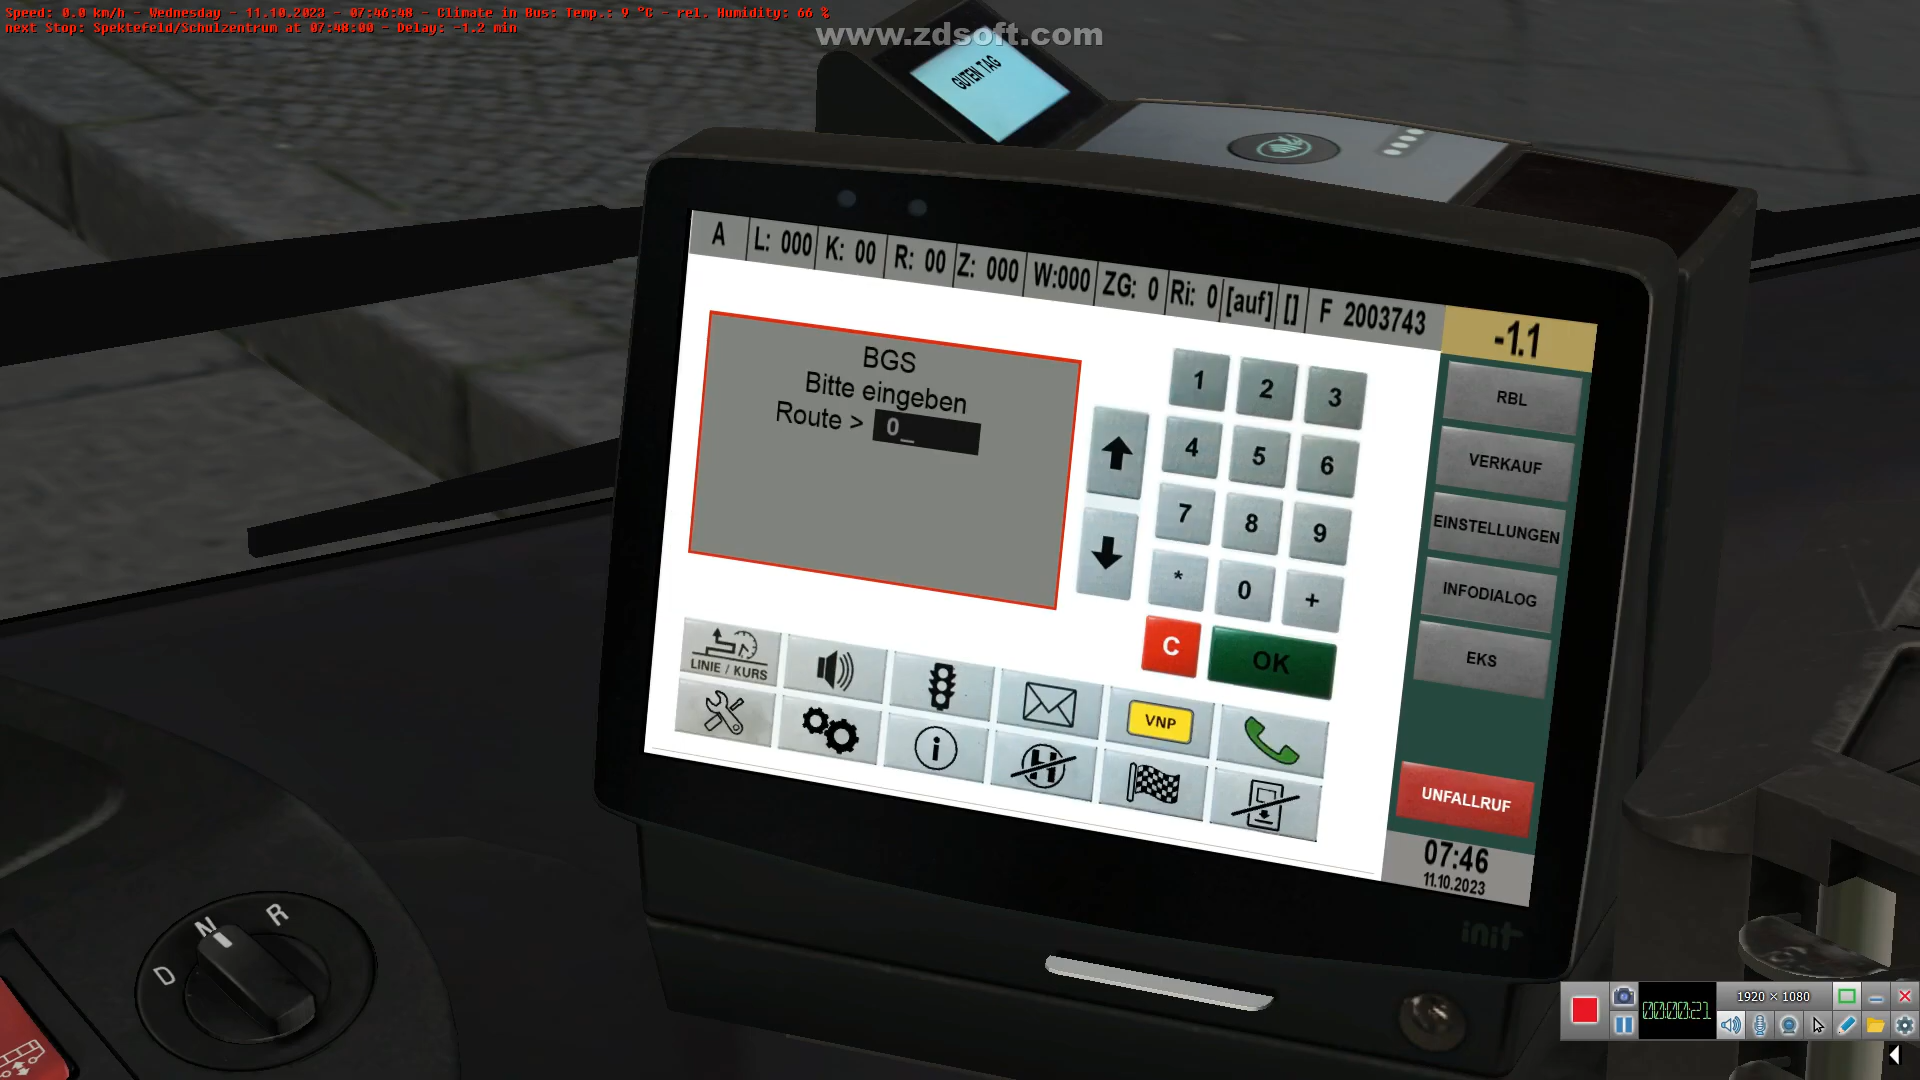 Speed: 0.0 km/h - Wednesday - 11.10.2023 - 07:46:48 - Climate in Bus: Temp.: 9 °C - rel. Humidity: 66 %
next Stop: Spektefeld/Schulzentrum at 07:48:00 - Delay: -1.2 min
www.zdsoft.com
GUTEN TAG
A L: 000 K: 00 R: 00 Z: 000 W:000 ZG: 0 Ri: 0 [auf] [] F 2003743
-1.1
BGS
Bitte eingeben
Route > 0_
1 2 3
4 5 6
7 8 9
* 0 +
C OK
RBL
VERKAUF
EINSTELLUNGEN
INFODIALOG
EKS
LINIE / KURS
VNP
i
H
UNFALLRUF
07:46
11.10.2023
init
D N R
1920 × 1080
00:00:21